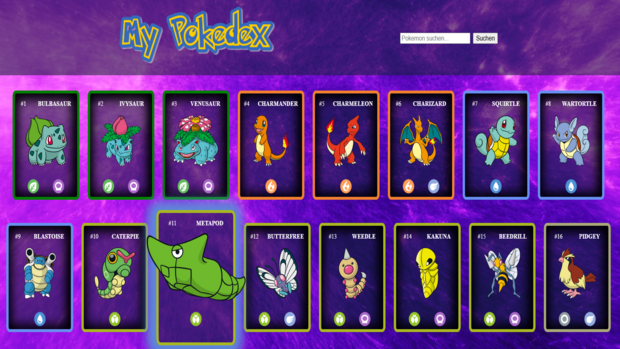 My Pokedex
Pokemon suchen... Suchen
#1 BULBASAUR
#2 IVYSAUR
#3 VENUSAUR
#4 CHARMANDER
#5 CHARMELEON
#6 CHARIZARD
#7 SQUIRTLE
#8 WARTORTLE
#9 BLASTOISE
#10 CATERPIE
#11 METAPOD
#12 BUTTERFREE
#13 WEEDLE
#14 KAKUNA
#15 BEEDRILL
#16 PIDGEY